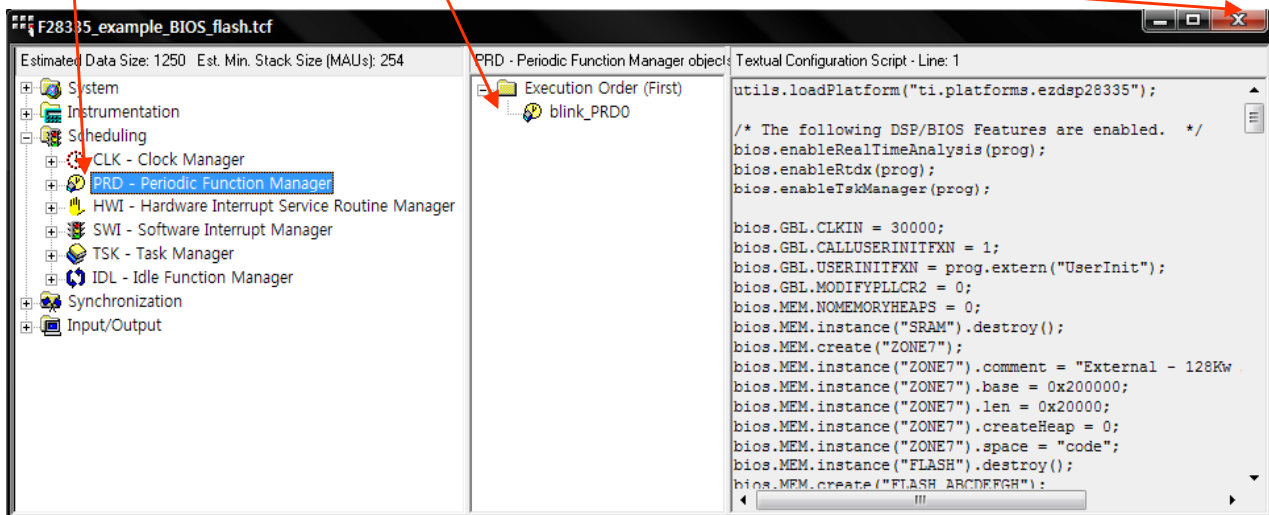 F28335_example_BIOS_flash.tcf
Estimated Data Size: 1250 Est. Min. Stack Size (MAUs): 254
System
Instrumentation
Scheduling
CLK - Clock Manager
PRD - Periodic Function Manager
HWI - Hardware Interrupt Service Routine Manager
SWI - Software Interrupt Manager
TSK - Task Manager
IDL - Idle Function Manager
Synchronization
Input/Output
PRD - Periodic Function Manager objects
Execution Order (First)
blink_PRD0
Textual Configuration Script - Line: 1
utils.loadPlatform("ti.platforms.ezdsp28335");
/* The following DSP/BIOS Features are enabled. */
bios.enableRealTimeAnalysis(prog);
bios.enableRtdx(prog);
bios.enableTskManager(prog);
bios.GBL.CLKIN = 30000;
bios.GBL.CALLUSERINITFXN = 1;
bios.GBL.USERINITFXN = prog.extern("UserInit");
bios.GBL.MODIFYPLLCR2 = 0;
bios.MEM.NOMEMORYHEAPS = 0;
bios.MEM.instance("SRAM").destroy();
bios.MEM.create("ZONE7");
bios.MEM.instance("ZONE7").comment = "External - 128Kw
bios.MEM.instance("ZONE7").base = 0x200000;
bios.MEM.instance("ZONE7").len = 0x20000;
bios.MEM.instance("ZONE7").createHeap = 0;
bios.MEM.instance("ZONE7").space = "code";
bios.MEM.instance("FLASH").destroy();
bios.MEM.create("FLASH_ABCDEFGH");